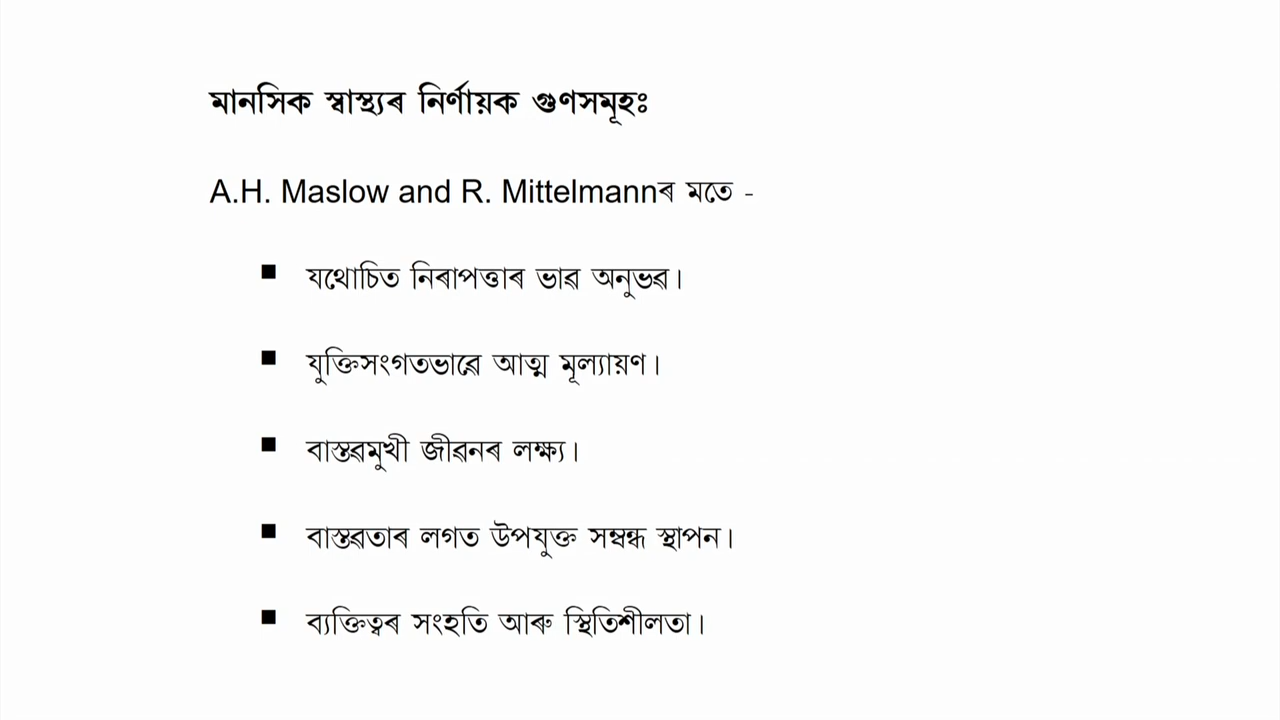 মানসিক স্বাস্থ্যৰ নিৰ্ণায়ক গুণসমূহঃ
A.H. Maslow and R. Mittelmannৰ মতে -
▪ যথোচিত নিৰাপত্তাৰ ভাৱ অনুভৱ।
▪ যুক্তিসংগতভাৱে আত্ম মূল্যায়ণ।
▪ বাস্তৱমুখী জীৱনৰ লক্ষ্য।
▪ বাস্তৱতাৰ লগত উপযুক্ত সম্বন্ধ স্থাপন।
▪ ব্যক্তিত্বৰ সংহতি আৰু স্থিতিশীলতা।